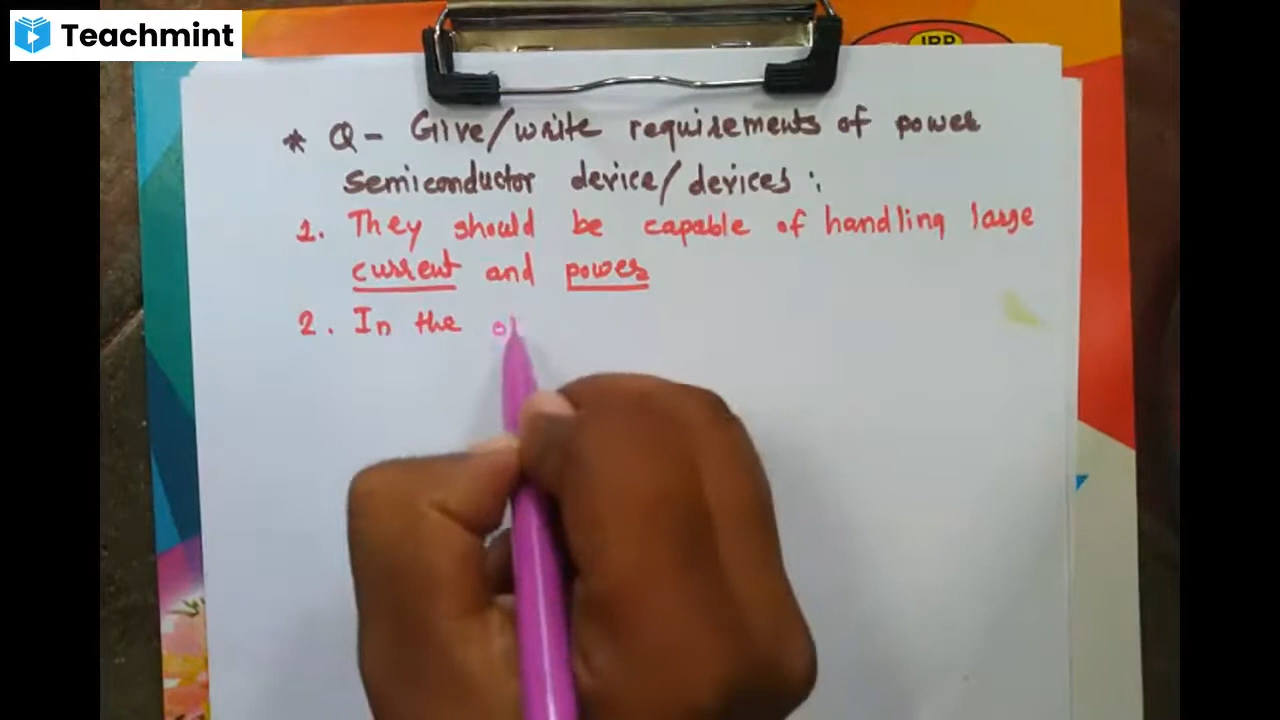 Teachmint
* Q - Give/write requirements of power
semiconductor device/devices :
1. They should be capable of handling large
current and power
2. In the